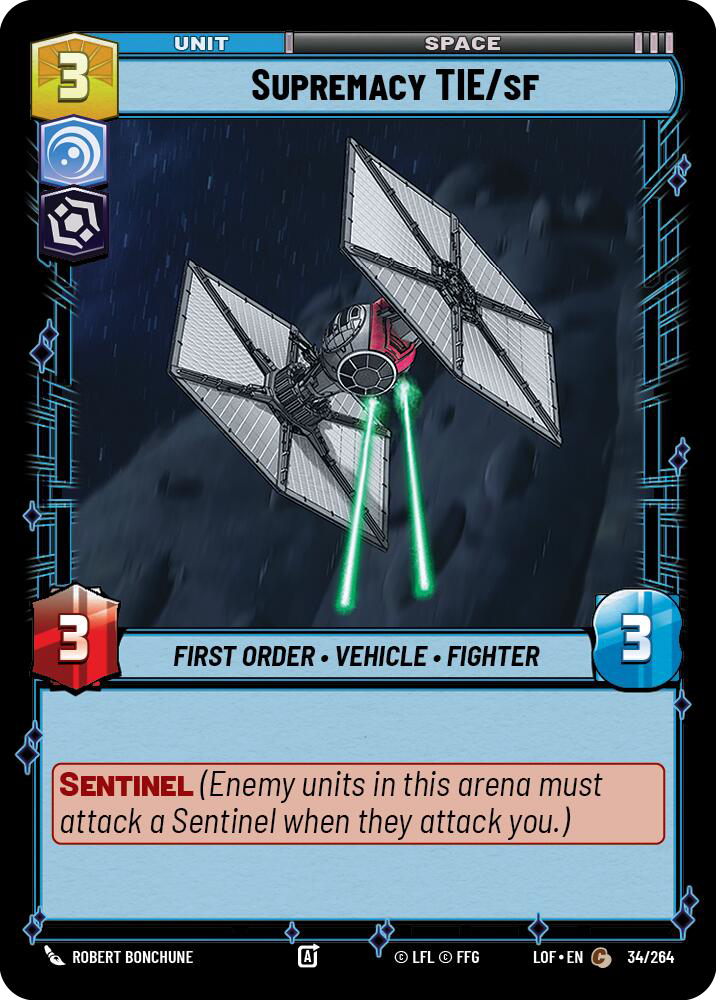 UNIT
SPACE
3
SUPREMACY TIE/SF
3
FIRST ORDER • VEHICLE • FIGHTER
3
SENTINEL (Enemy units in this arena must
attack a Sentinel when they attack you.)
ROBERT BONCHUNE
A
© LFL © FFG
LOF • EN
C
34/264